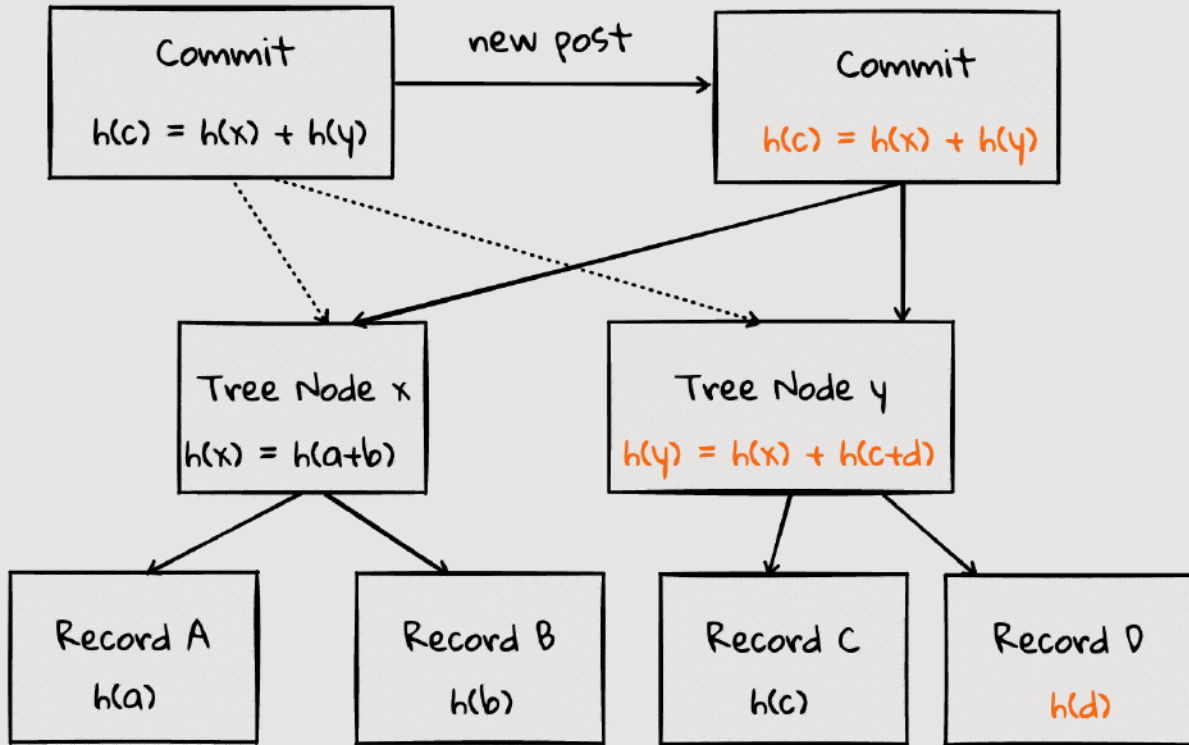 Commit
h(c) = h(x) + h(y)
new post
Commit
h(c) = h(x) + h(y)
Tree Node x
h(x) = h(a+b)
Tree Node y
h(y) = h(x) + h(c+d)
Record A
h(a)
Record B
h(b)
Record C
h(c)
Record D
h(d)